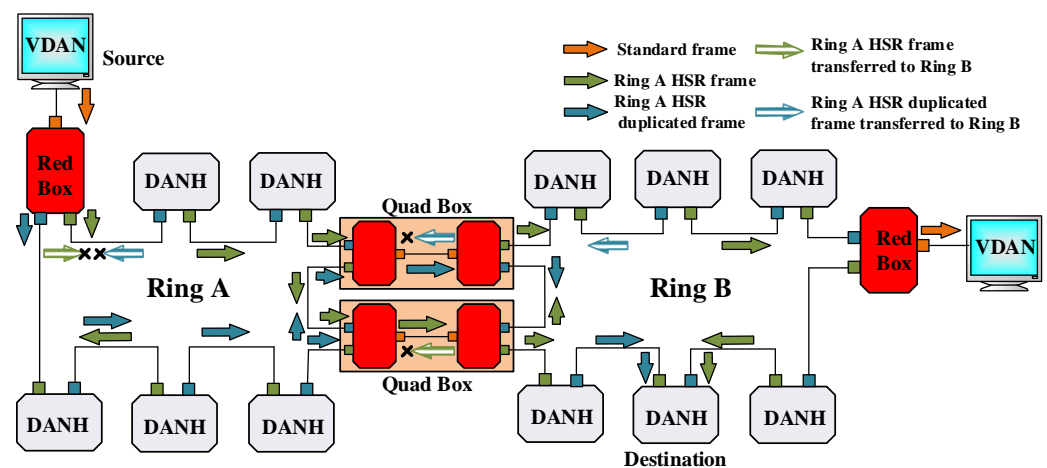 VDAN
Source
Standard frame
Ring A HSR frame
transferred to Ring B
Ring A HSR frame
Ring A HSR
duplicated frame
Ring A HSR duplicated
frame transferred to Ring B
Red
Box
DANH
DANH
DANH
DANH
DANH
Quad Box
Red
Box
VDAN
Ring A
Ring B
Quad Box
DANH
DANH
DANH
DANH
DANH
DANH
Destination